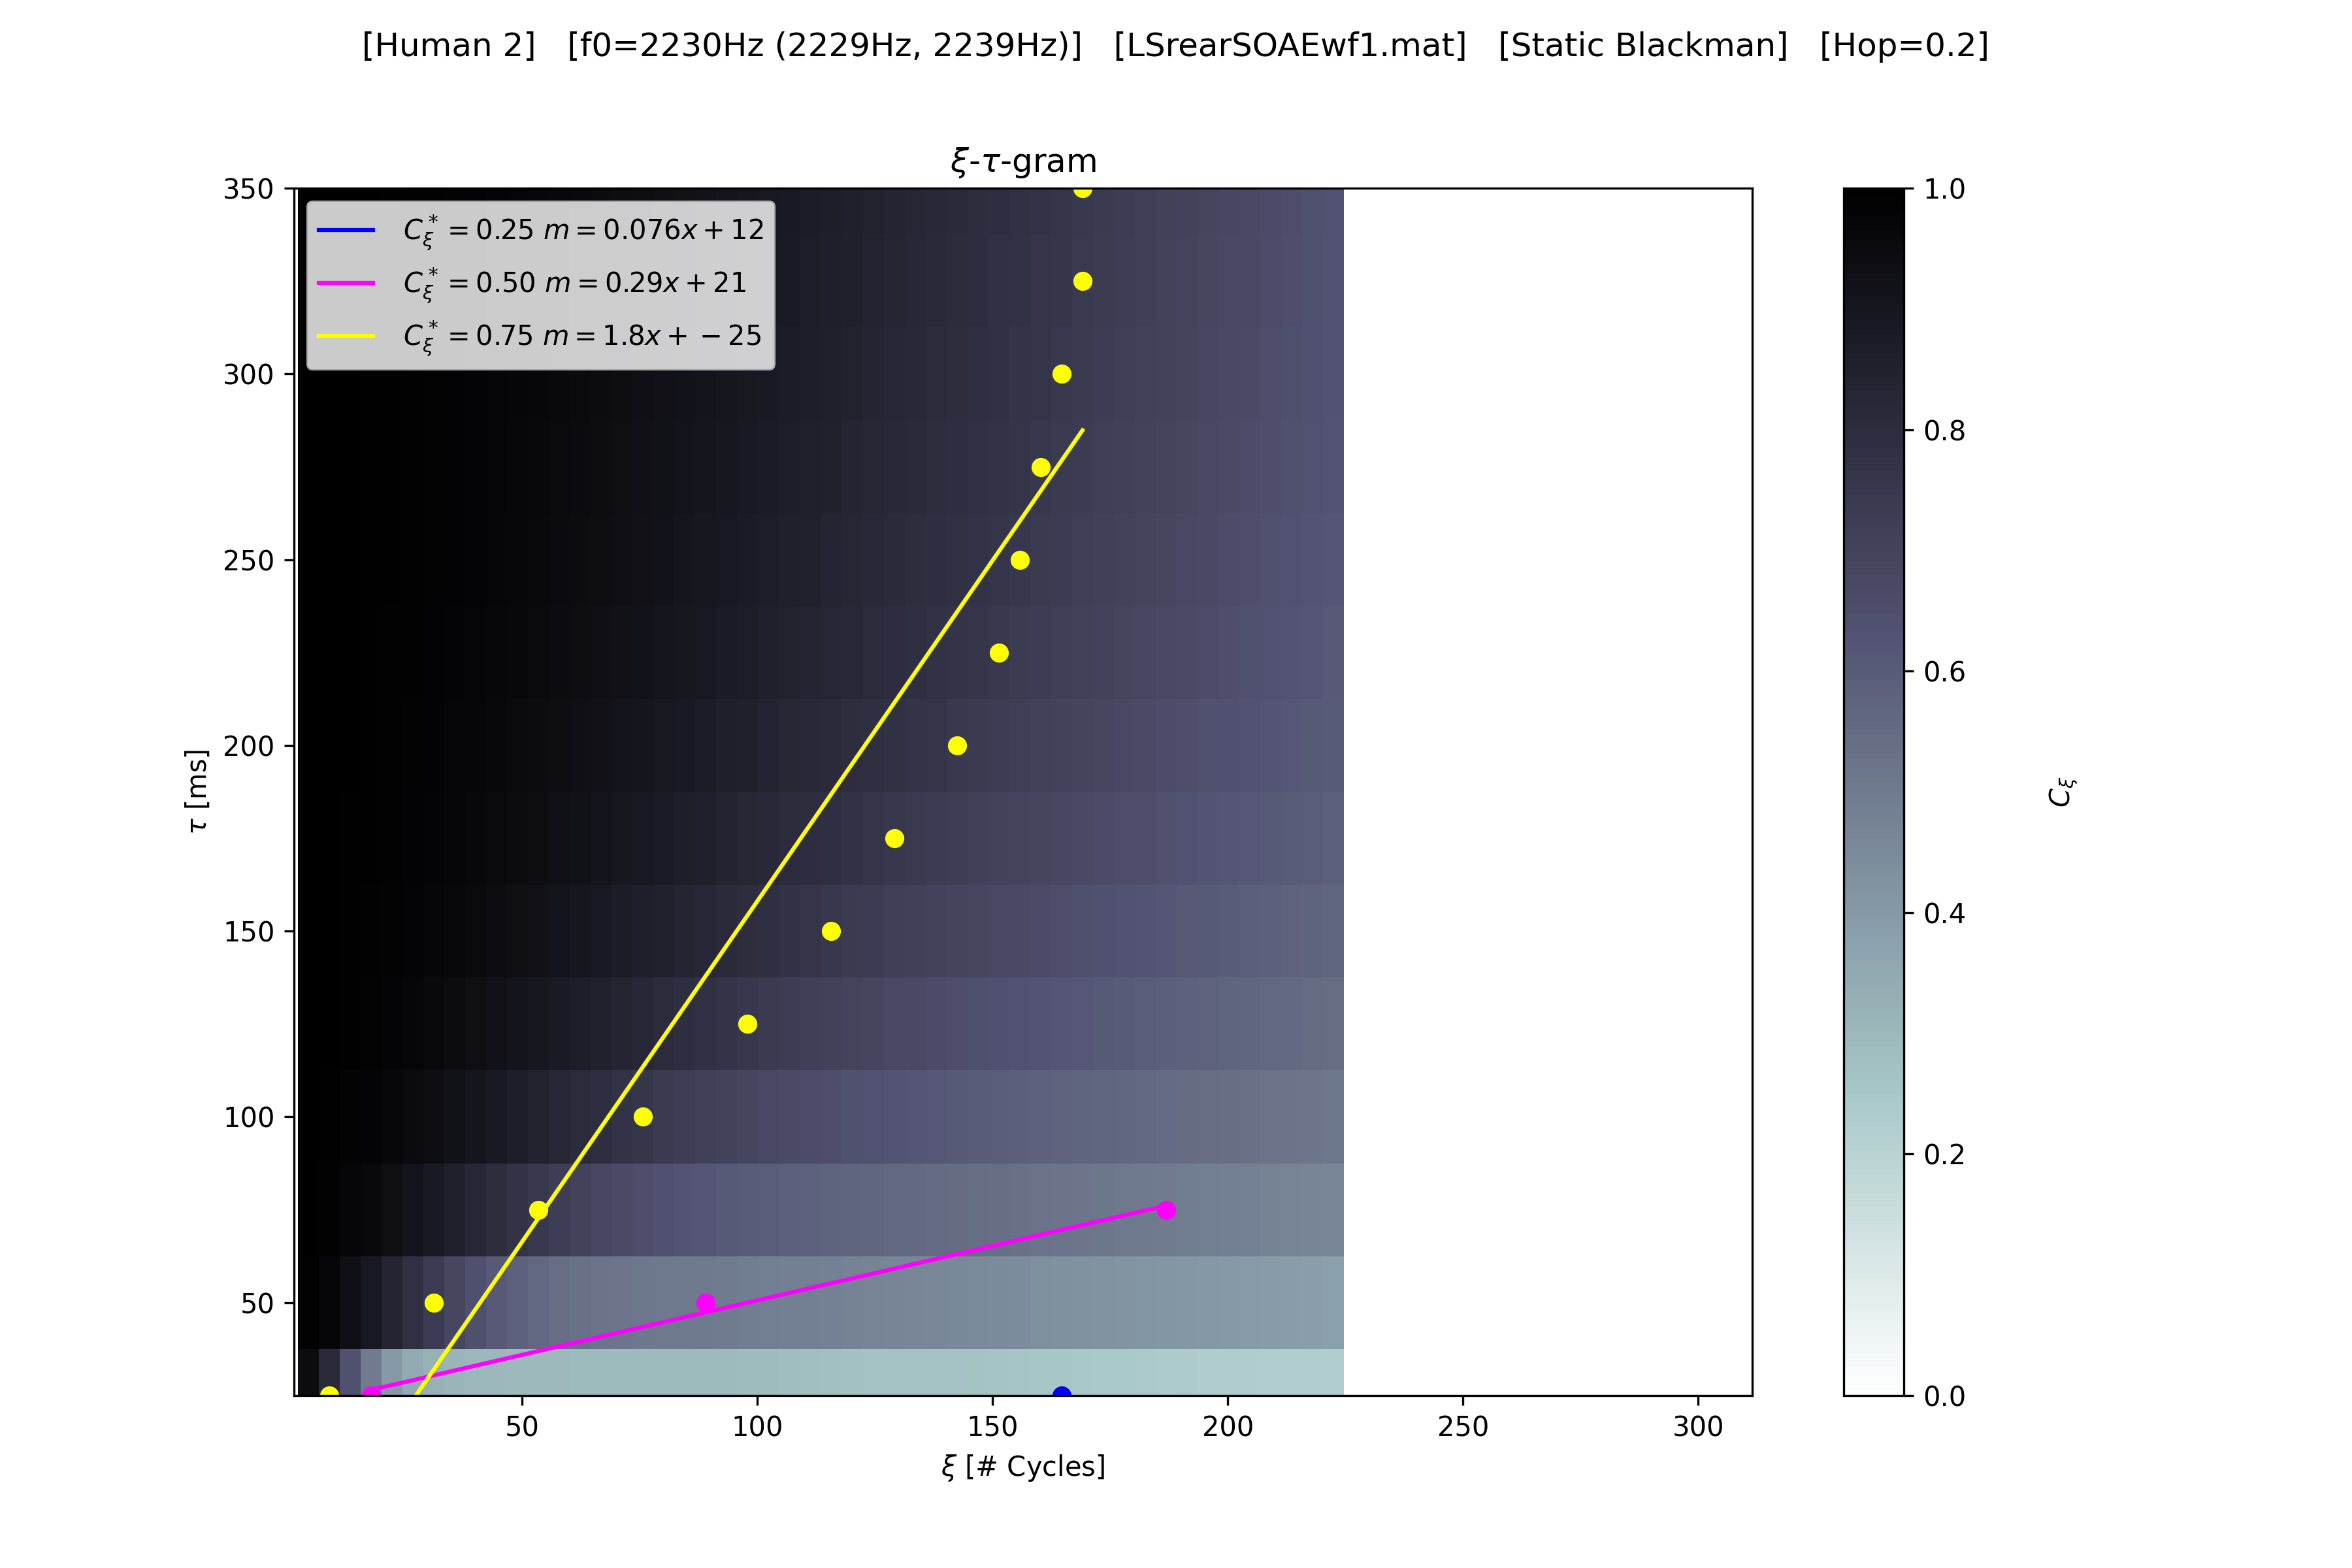 [Human 2]   [f0=2230Hz (2229Hz, 2239Hz)]   [LSrearSOAEwf1.mat]   [Static Blackman]   [Hop=0.2]
ξ-τ-gram
C*ξ = 0.25 m = 0.076x + 12
C*ξ = 0.50 m = 0.29x + 21
C*ξ = 0.75 m = 1.8x + −25
350
300
250
200
150
100
50
τ [ms]
50 100 150 200 250 300
ξ [# Cycles]
1.0
0.8
0.6
0.4
0.2
0.0
Cξ